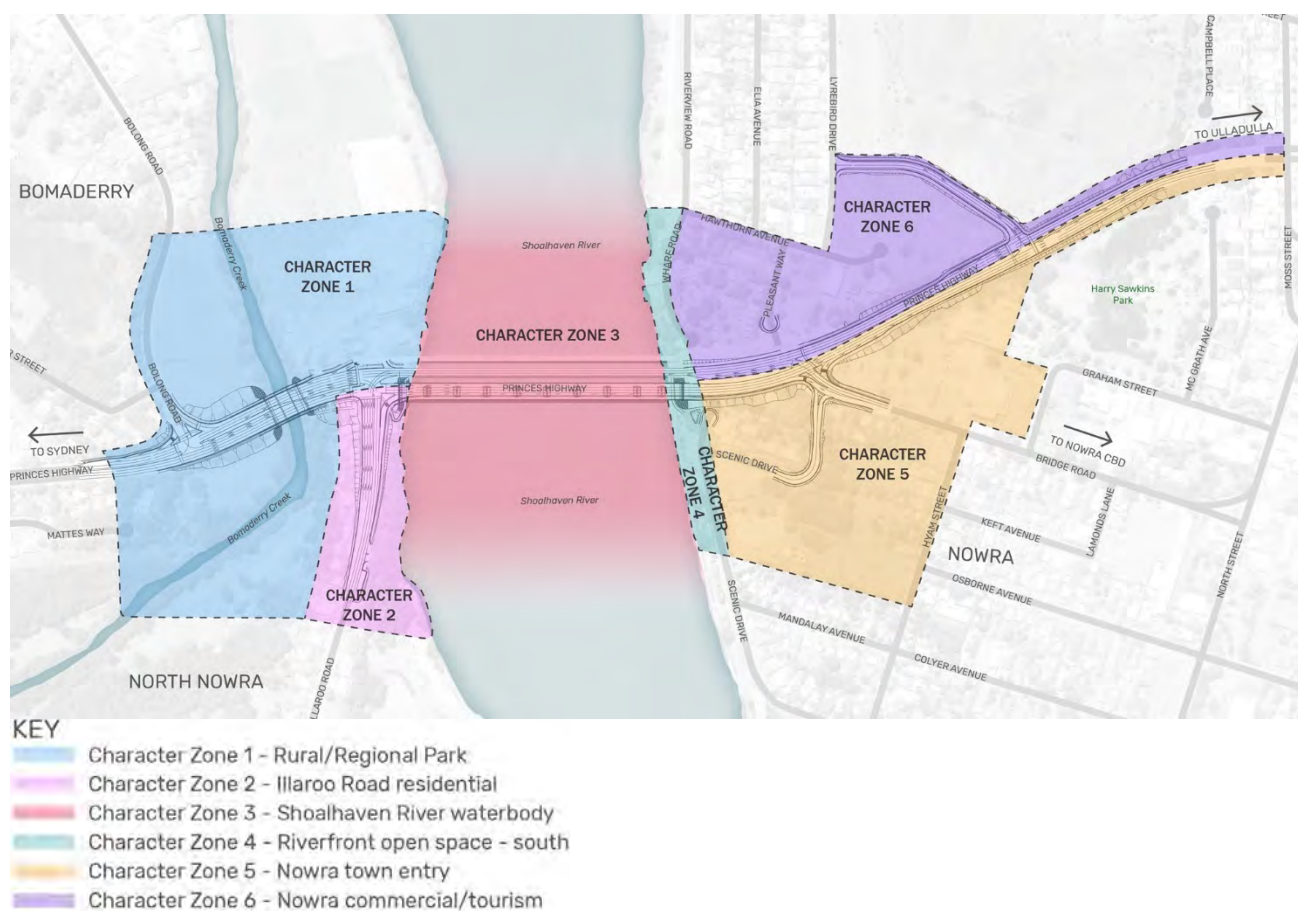 CAMPBELL PLACE
TO ULLADULLA
BOLONG ROAD
RIVERVIEW ROAD
ELIA AVENUE
LYREBIRD DRIVE
BOMADERRY
CHARACTER
ZONE 6
HAWTHORN AVENUE
MOSS STREET
Bomaderry Creek
Shoalhaven River
WHARF ROAD
PLEASANT WAY
CHARACTER
ZONE 1
PRINCES HIGHWAY
Harry Sawkins
Park
CHARACTER ZONE 3
MC GRATH AVE
R STREET
BOLONG ROAD
PRINCES HIGHWAY
GRAHAM STREET
TO SYDNEY
TO NOWRA CBD
PRINCES HIGHWAY
SCENIC DRIVE
CHARACTER
ZONE 5
BRIDGE ROAD
CHARACTER
ZONE 4
Shoalhaven River
Bomaderry Creek
HYAM STREET
LAMONDS LANE
MATTES WAY
KEFT AVENUE
NOWRA
NORTH STREET
OSBORNE AVENUE
CHARACTER
ZONE 2
SCENIC DRIVE
MANDALAY AVENUE
COLYER AVENUE
NORTH NOWRA
LLAROO ROAD
KEY
Character Zone 1 - Rural/Regional Park
Character Zone 2 - Illaroo Road residential
Character Zone 3 - Shoalhaven River waterbody
Character Zone 4 - Riverfront open space - south
Character Zone 5 - Nowra town entry
Character Zone 6 - Nowra commercial/tourism